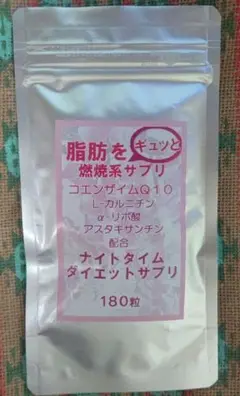 脂肪をギュッと
燃焼系サプリ
コエンザイムQ10
L-カルニチン
α-リポ酸
アスタキサンチン
配合
ナイトタイム
ダイエットサプリ
180粒